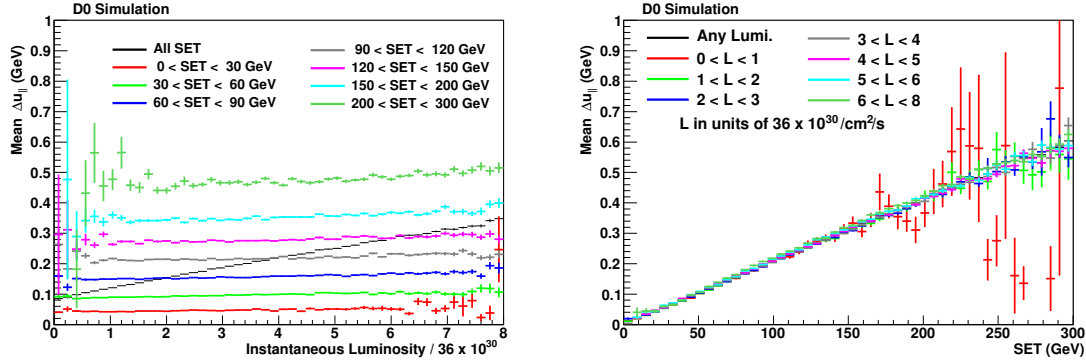 D0 Simulation
Mean Δu|| (GeV)
1
0.9
0.8
0.7
0.6
0.5
0.4
0.3
0.2
0.1
0
All SET
0 < SET < 30 GeV
30 < SET < 60 GeV
60 < SET < 90 GeV
90 < SET < 120 GeV
120 < SET < 150 GeV
150 < SET < 200 GeV
200 < SET < 300 GeV
0 1 2 3 4 5 6 7 8
Instantaneous Luminosity / 36 x 10^30
D0 Simulation
Mean Δu|| (GeV)
1
0.9
0.8
0.7
0.6
0.5
0.4
0.3
0.2
0.1
0
Any Lumi.
0 < L < 1
1 < L < 2
2 < L < 3
3 < L < 4
4 < L < 5
5 < L < 6
6 < L < 8
L in units of 36 x 10^30/cm^2/s
0 50 100 150 200 250 300
SET (GeV)